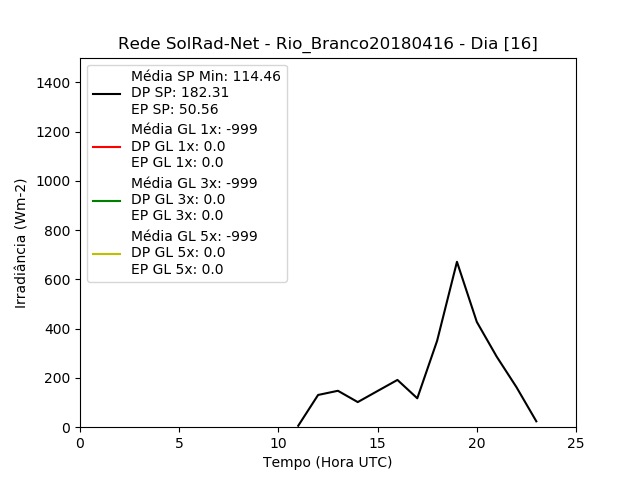 Rede SolRad-Net - Rio_Branco20180416 - Dia [16]
Média SP Min: 114.46
DP SP: 182.31
EP SP: 50.56
Média GL 1x: -999
DP GL 1x: 0.0
EP GL 1x: 0.0
Média GL 3x: -999
DP GL 3x: 0.0
EP GL 3x: 0.0
Média GL 5x: -999
DP GL 5x: 0.0
EP GL 5x: 0.0
Irradiância (Wm-2)
1400
1200
1000
800
600
400
200
0
0 5 10 15 20 25
Tempo (Hora UTC)